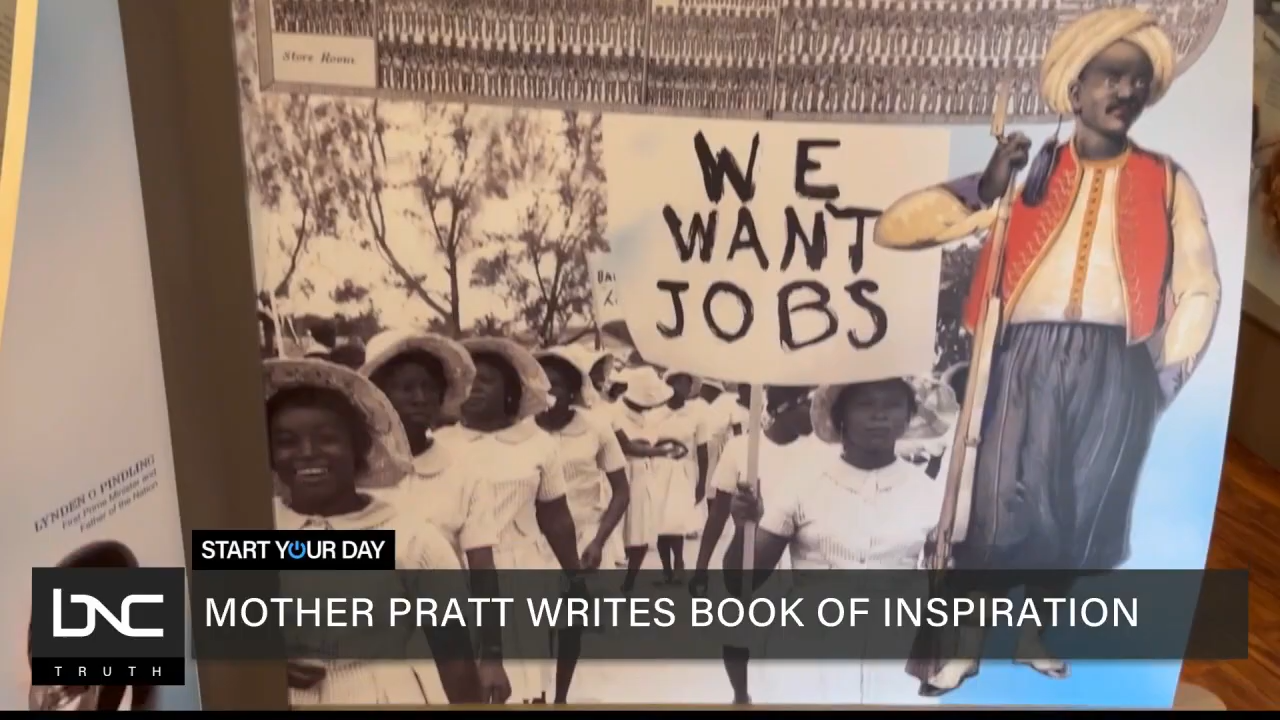 Store Room
WE
WANT
JOBS
LYNDEN O. PINDLING
First Prime Minister and
Father of the Nation
START YOUR DAY
BNC
TRUTH
MOTHER PRATT WRITES BOOK OF INSPIRATION